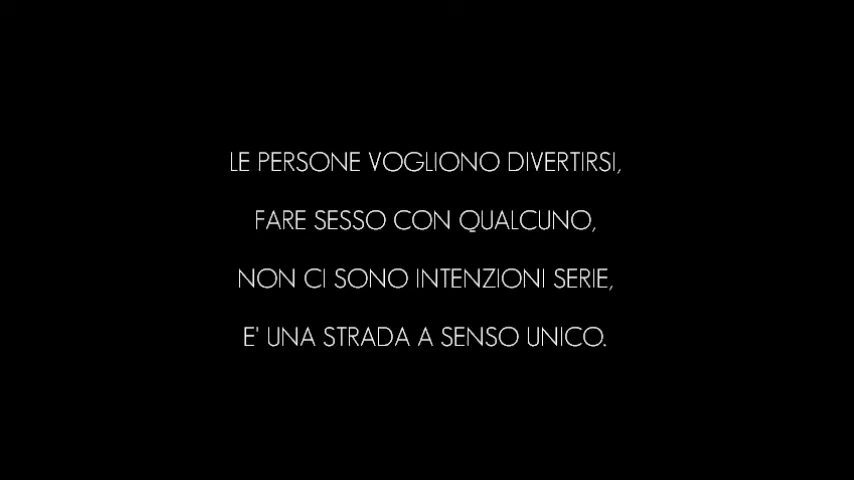 LE PERSONE VOGLIONO DIVERTIRSI,
FARE SESSO CON QUALCUNO,
NON CI SONO INTENZIONI SERIE,
E' UNA STRADA A SENSO UNICO.